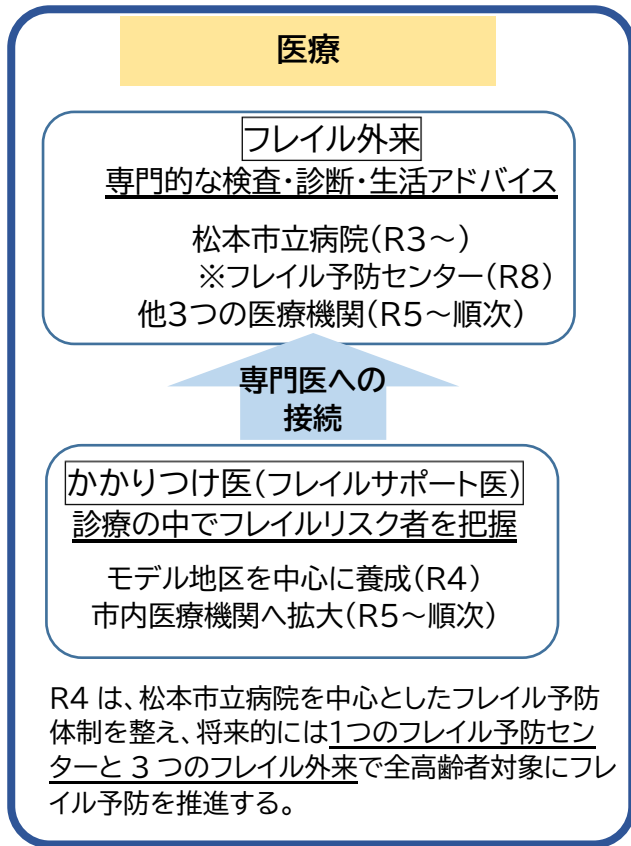 医療
フレイル外来
専門的な検査・診断・生活アドバイス
松本市立病院(R3～)
※フレイル予防センター(R8)
他3つの医療機関(R5～順次)
専門医への
接続
かかりつけ医(フレイルサポート医)
診療の中でフレイルリスク者を把握
モデル地区を中心に養成(R4)
市内医療機関へ拡大(R5～順次)
R4 は、松本市立病院を中心としたフレイル予防
体制を整え、将来的には1つのフレイル予防セン
ターと 3 つのフレイル外来で全高齢者対象にフレ
イル予防を推進する。